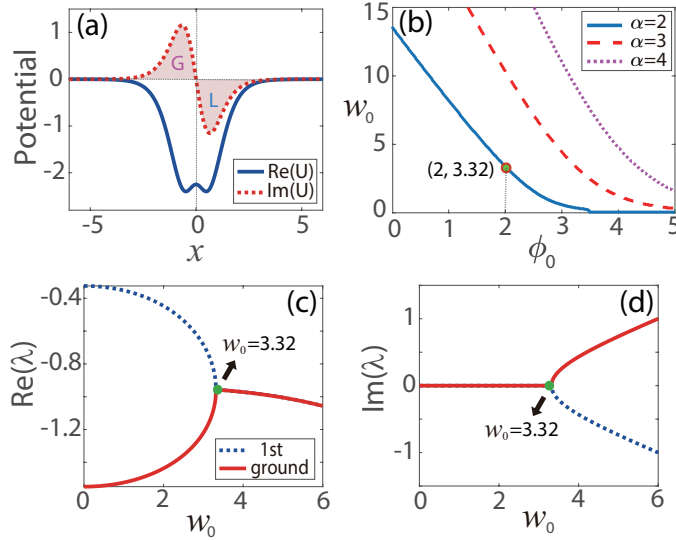 (a)
Potential
1
0
-1
-2
G
L
Re(U)
Im(U)
-5
0
5
x
(b)
α=2
α=3
α=4
w₀
15
10
5
0
(2, 3.32)
0
1
2
3
4
5
ϕ₀
(c)
Re(λ)
-0.4
-0.8
-1.2
w₀=3.32
1st
ground
0
2
4
6
w₀
(d)
Im(λ)
1
0
-1
w₀=3.32
0
2
4
6
w₀